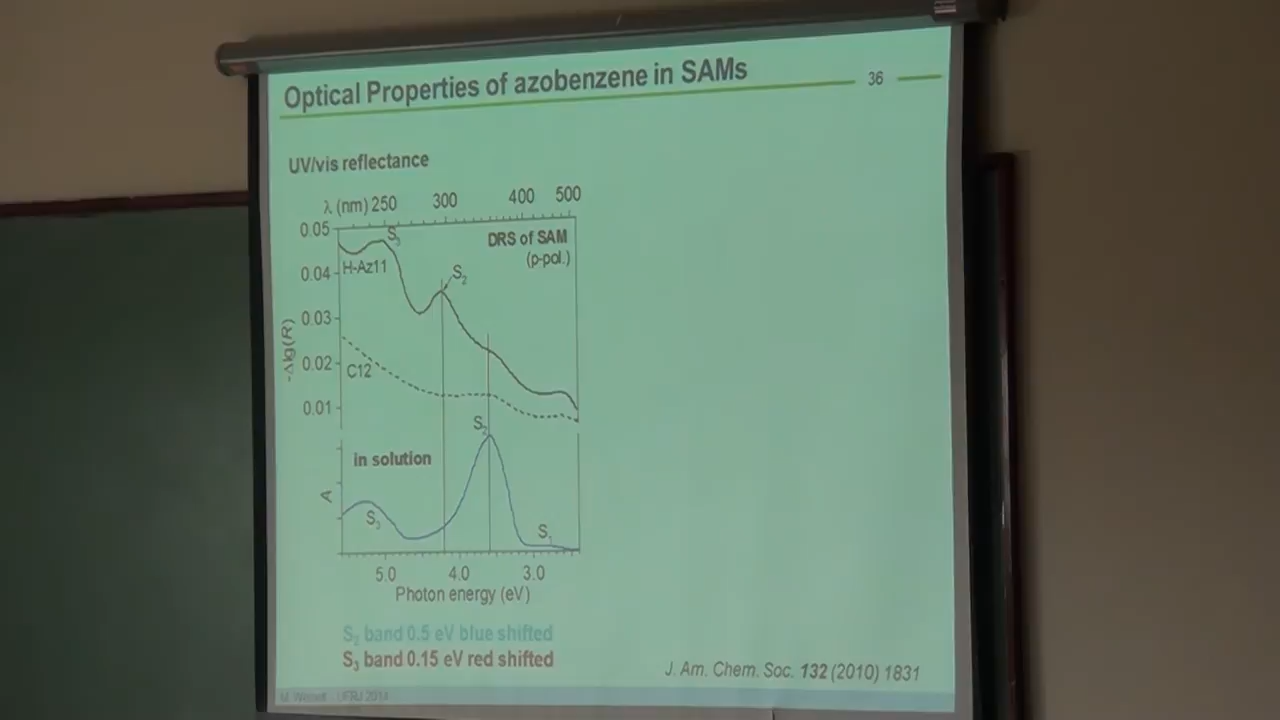 Optical Properties of azobenzene in SAMs
36
UV/vis reflectance
λ (nm) 250 300 400 500
0.05
0.04
0.03
0.02
0.01
-Δlg(R)
S3
DRS of SAM
(p-pol.)
H-Az11
S2
C12
S2
in solution
A
S3
S1
5.0 4.0 3.0
Photon energy (eV)
S2 band 0.5 eV blue shifted
S3 band 0.15 eV red shifted
J. Am. Chem. Soc. 132 (2010) 1831
UFRJ 2014